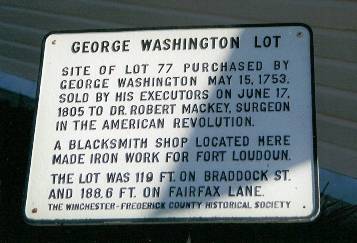 GEORGE WASHINGTON LOT
SITE OF LOT 77 PURCHASED BY
GEORGE WASHINGTON MAY 15, 1753.
SOLD BY HIS EXECUTORS ON JUNE 17,
1805 TO DR. ROBERT MACKEY, SURGEON
IN THE AMERICAN REVOLUTION.
A BLACKSMITH SHOP LOCATED HERE
MADE IRON WORK FOR FORT LOUDOUN.
THE LOT WAS 119 FT. ON BRADDOCK ST.
AND 188.6 FT. ON FAIRFAX LANE.
THE WINCHESTER-FREDERICK COUNTY HISTORICAL SOCIETY